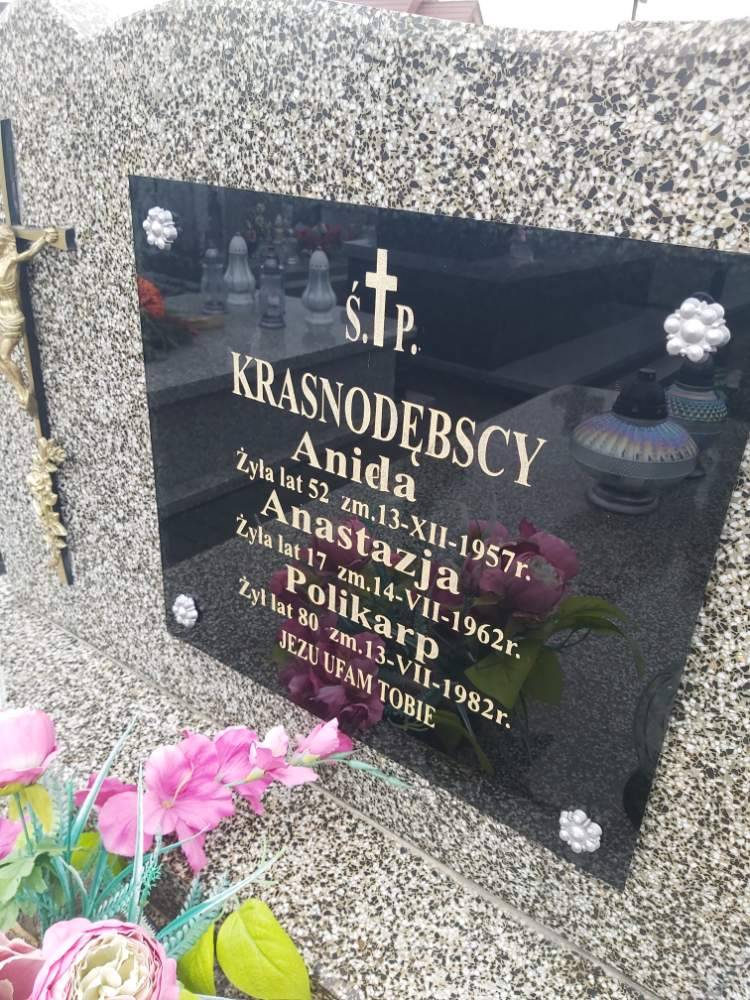 Ś. P.
KRASNODĘBSCY
Anida
Żyła lat 52 zm.13-XII-1957r.
Anastazja
Żyła lat 17 zm.14-VII-1962r.
Polikarp
Żył lat 80 zm.13-VII-1982r.
JEZU UFAM TOBIE